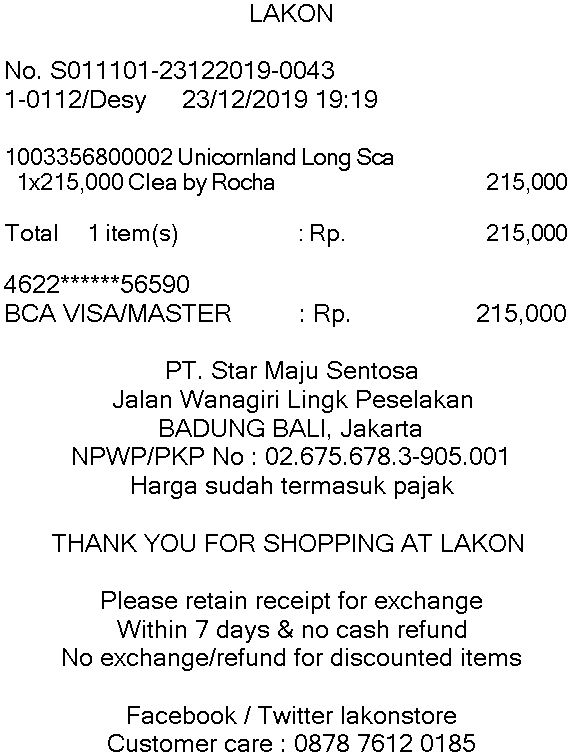 LAKON
No. S011101-23122019-0043
1-0112/Desy 23/12/2019 19:19
1003356800002 Unicornland Long Sca
1x215,000 Clea by Rocha 215,000
Total 1 item(s) : Rp. 215,000
4622******56590
BCA VISA/MASTER : Rp. 215,000
PT. Star Maju Sentosa
Jalan Wanagiri Lingk Peselakan
BADUNG BALI, Jakarta
NPWP/PKP No : 02.675.678.3-905.001
Harga sudah termasuk pajak
THANK YOU FOR SHOPPING AT LAKON
Please retain receipt for exchange
Within 7 days & no cash refund
No exchange/refund for discounted items
Facebook / Twitter lakonstore
Customer care : 0878 7612 0185